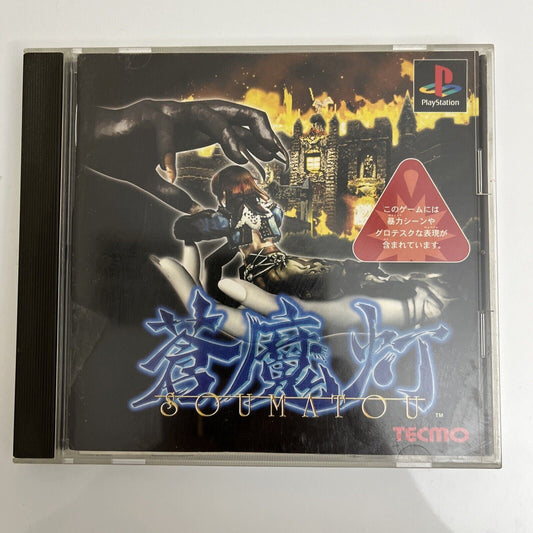 PlayStation
このゲームには
暴力シーンや
グロテスクな表現が
含まれています。
蒼魔灯
SOUMATOU
TM
TECMO